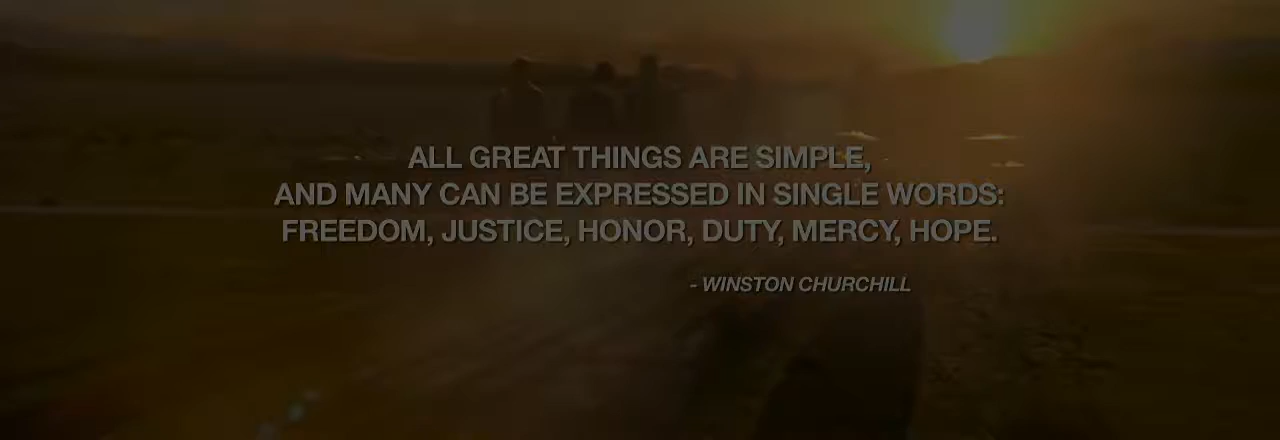 ALL GREAT THINGS ARE SIMPLE,
AND MANY CAN BE EXPRESSED IN SINGLE WORDS:
FREEDOM, JUSTICE, HONOR, DUTY, MERCY, HOPE.
- WINSTON CHURCHILL